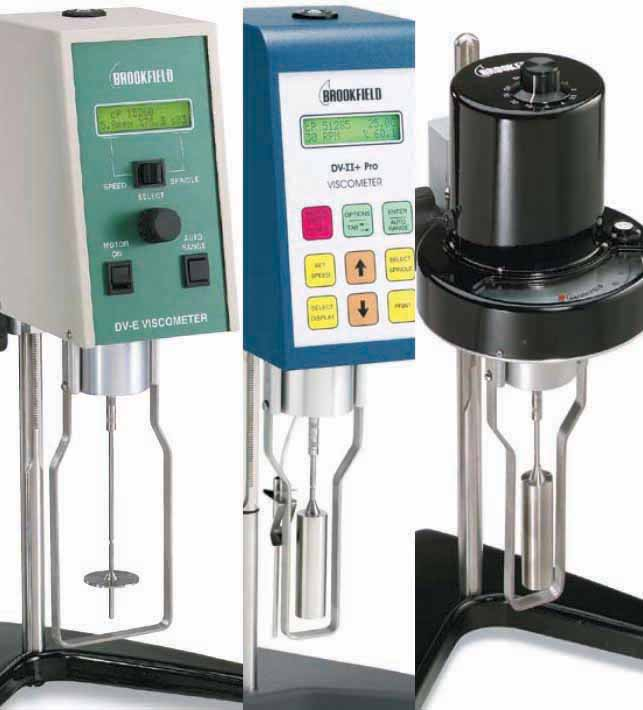 BROOKFIELD
SPEED
SPINDLE
SELECT
MOTOR
ON
AUTO
RANGE
DV-E VISCOMETER
BROOKFIELD
DV-II+ Pro
VISCOMETER
OPTIONS
TAB
ENTER
AUTO
RANGE
SET
SPEED
SELECT
SPINDLE
SELECT
DISPLAY
PRINT
BROOKFIELD